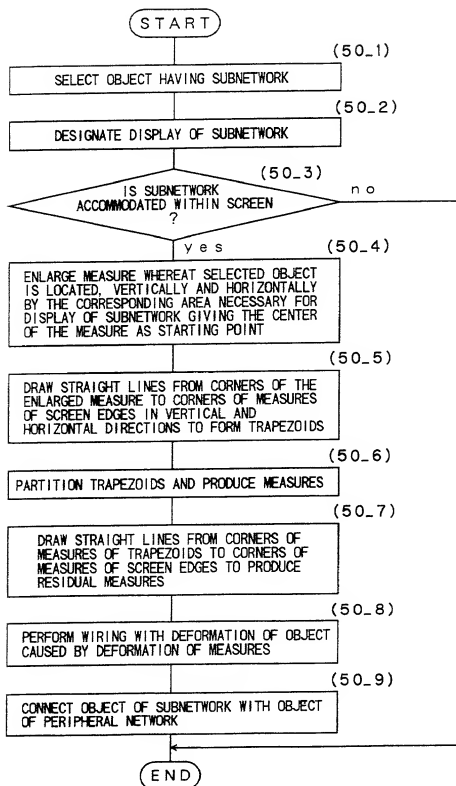 START
(50_1)
SELECT OBJECT HAVING SUBNETWORK
(50_2)
DESIGNATE DISPLAY OF SUBNETWORK
(50_3)
IS SUBNETWORK
ACCOMMODATED WITHIN SCREEN
?
no
yes
(50_4)
ENLARGE MEASURE WHEREAT SELECTED OBJECT
IS LOCATED, VERTICALLY AND HORIZONTALLY
BY THE CORRESPONDING AREA NECESSARY FOR
DISPLAY OF SUBNETWORK GIVING THE CENTER
OF THE MEASURE AS STARTING POINT
(50_5)
DRAW STRAIGHT LINES FROM CORNERS OF THE
ENLARGED MEASURE TO CORNERS OF MEASURES
OF SCREEN EDGES IN VERTICAL AND
HORIZONTAL DIRECTIONS TO FORM TRAPEZOIDS
(50_6)
PARTITION TRAPEZOIDS AND PRODUCE MEASURES
(50_7)
DRAW STRAIGHT LINES FROM CORNERS OF
MEASURES OF TRAPEZOIDS TO CORNERS OF
MEASURES OF SCREEN EDGES TO PRODUCE
RESIDUAL MEASURES
(50_8)
PERFORM WIRING WITH DEFORMATION OF OBJECT
CAUSED BY DEFORMATION OF MEASURES
(50_9)
CONNECT OBJECT OF SUBNETWORK WITH OBJECT
OF PERIPHERAL NETWORK
END